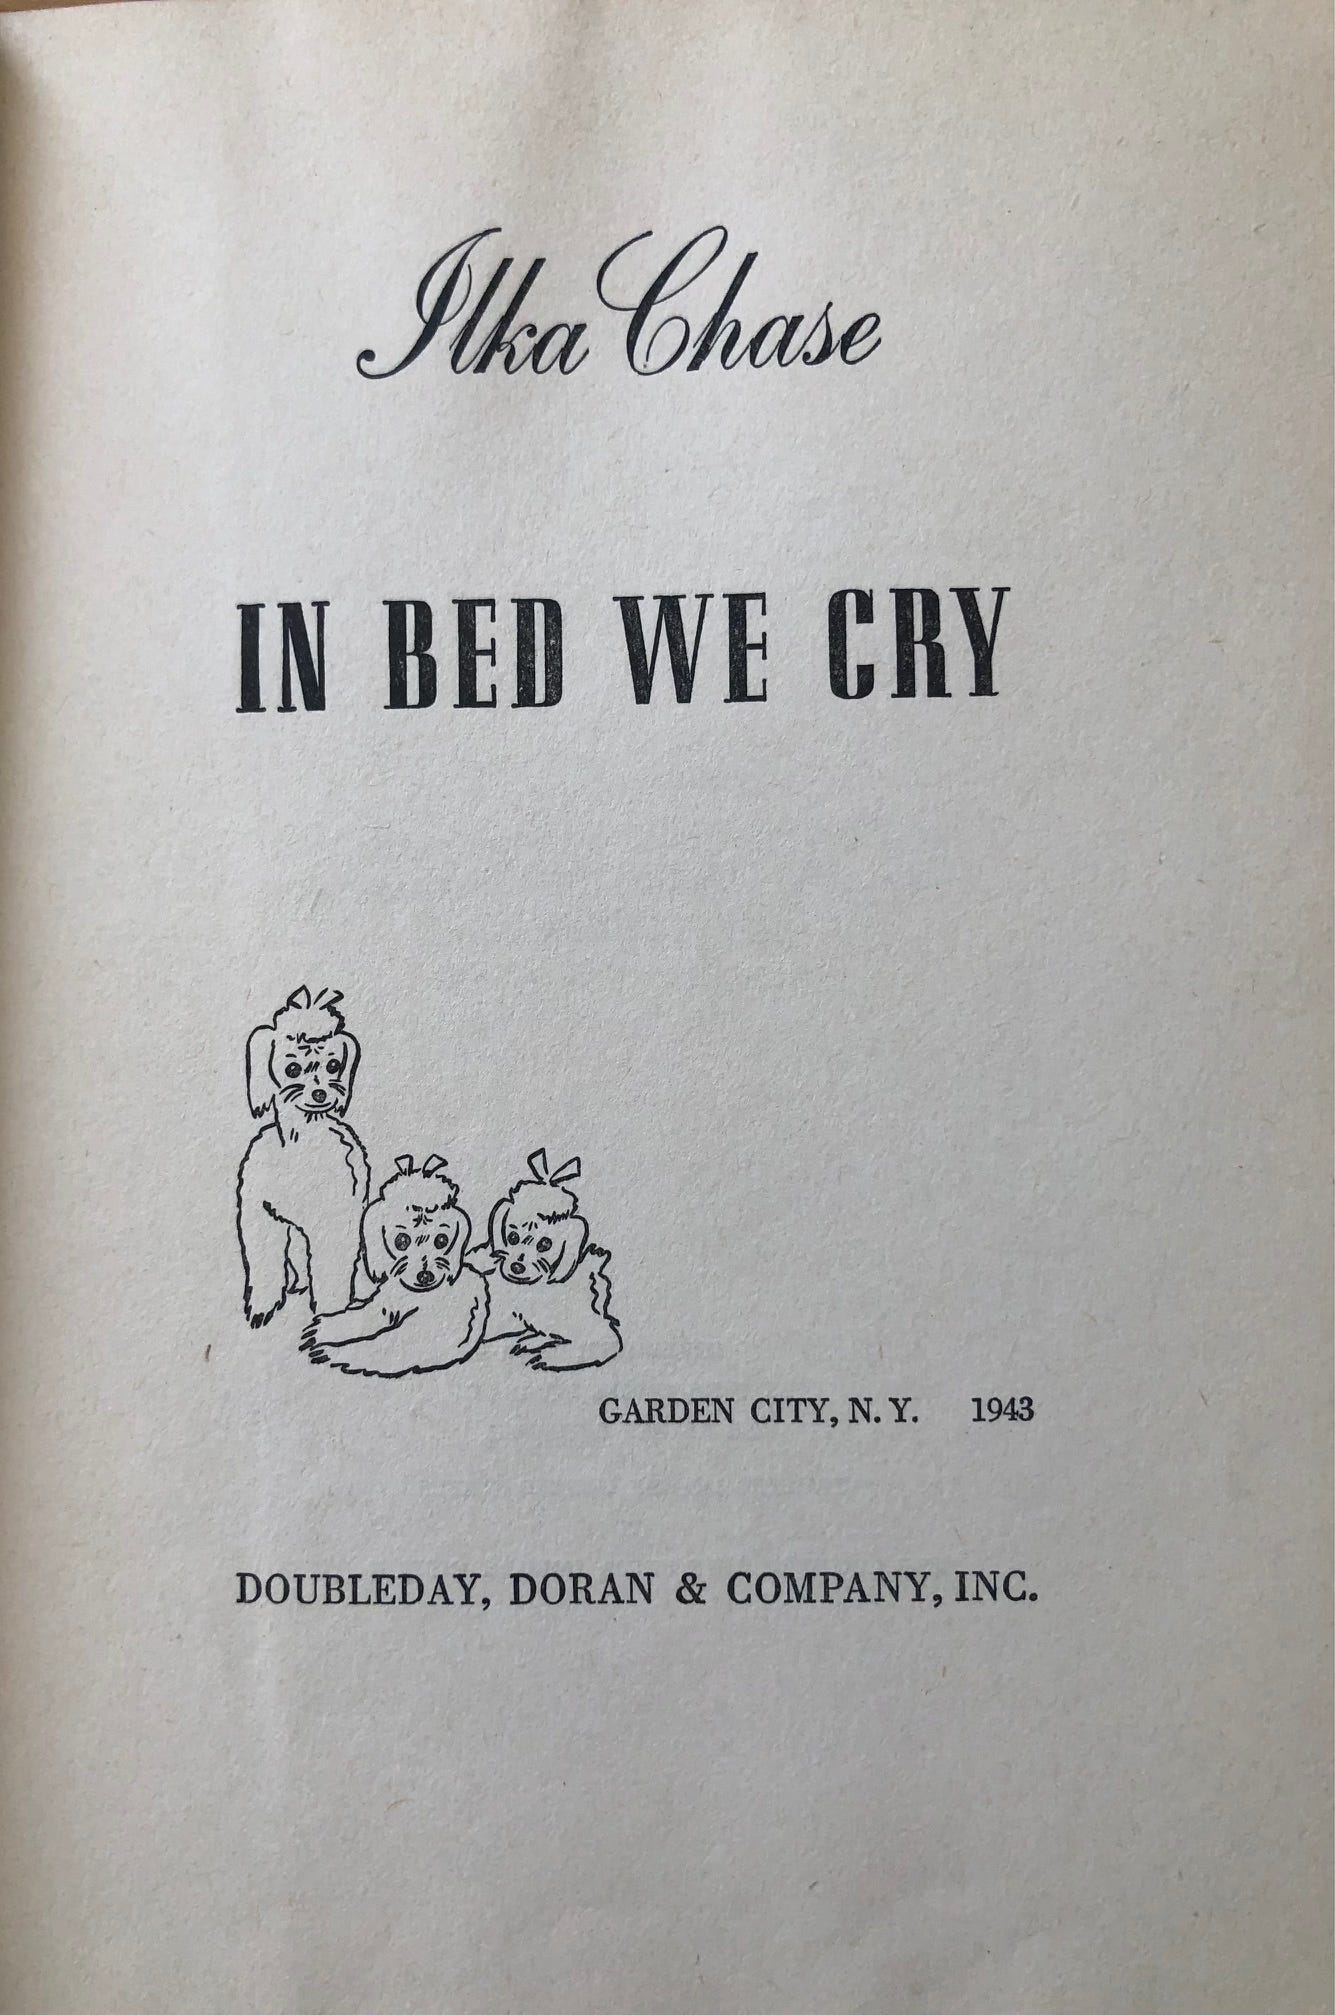 Ilka Chase
IN BED WE CRY
GARDEN CITY, N. Y. 1943
DOUBLEDAY, DORAN & COMPANY, INC.